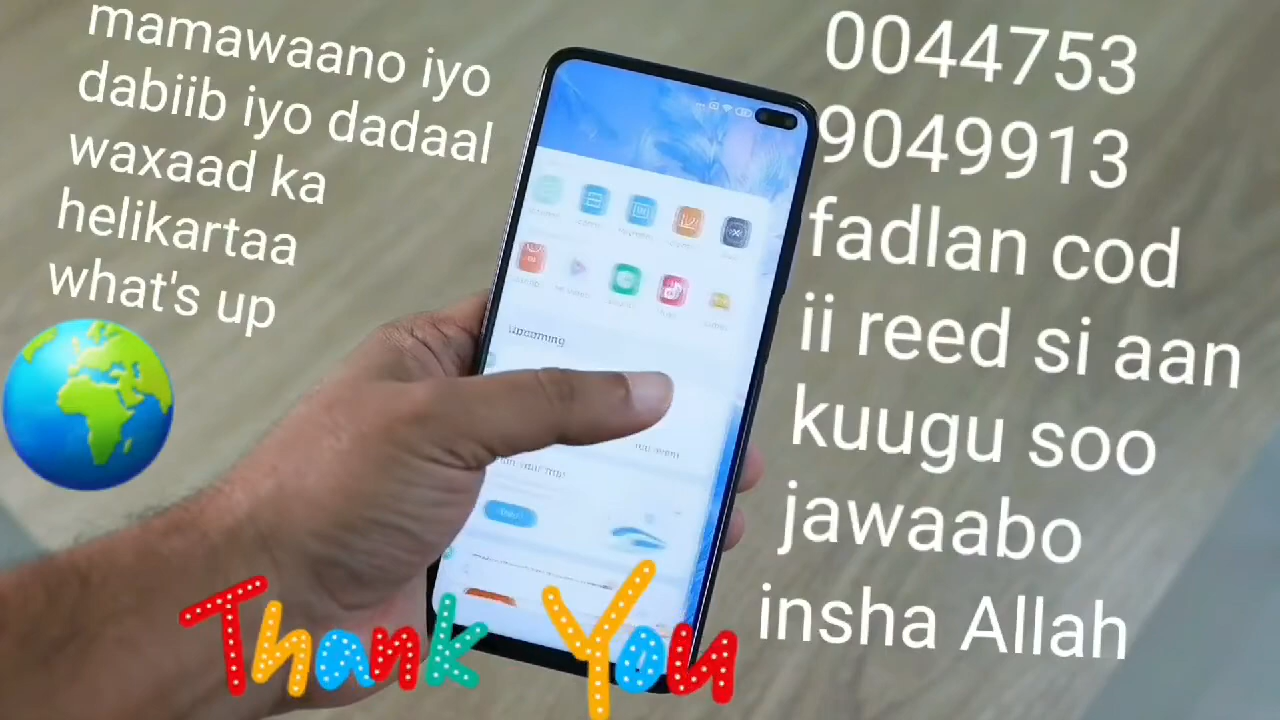 mamawaano iyo
dabiib iyo dadaal
waxaad ka
helikartaa
what's up
0044753
9049913
fadlan cod
ii reed si aan
kuugu soo
jawaabo
insha Allah
upcoming
Thank You